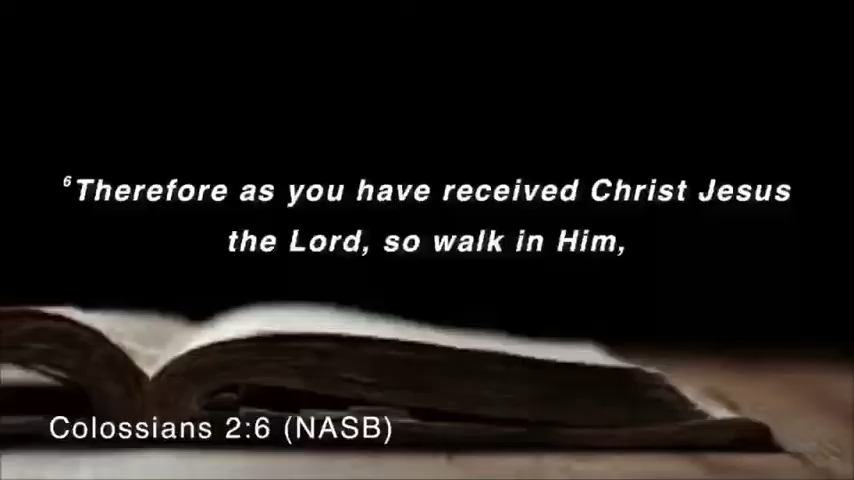 ⁶Therefore as you have received Christ Jesus
the Lord, so walk in Him,
Colossians 2:6 (NASB)